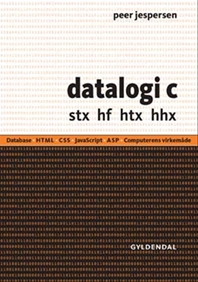 peer jespersen
datalogi c
stx hf htx hhx
Database HTML CSS JavaScript ASP Computerens virkemåde
GYLDENDAL